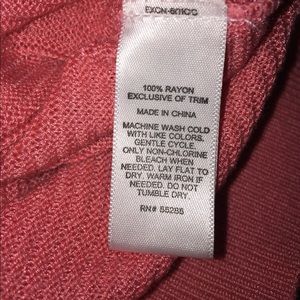 100% RAYON
EXCLUSIVE OF TRIM
MADE IN CHINA
MACHINE WASH COLD
WITH LIKE COLORS.
GENTLE CYCLE.
ONLY NON-CHLORINE
BLEACH WHEN
NEEDED. LAY FLAT TO
DRY. WARM IRON IF
NEEDED. DO NOT
TUMBLE DRY.
RN# 55285